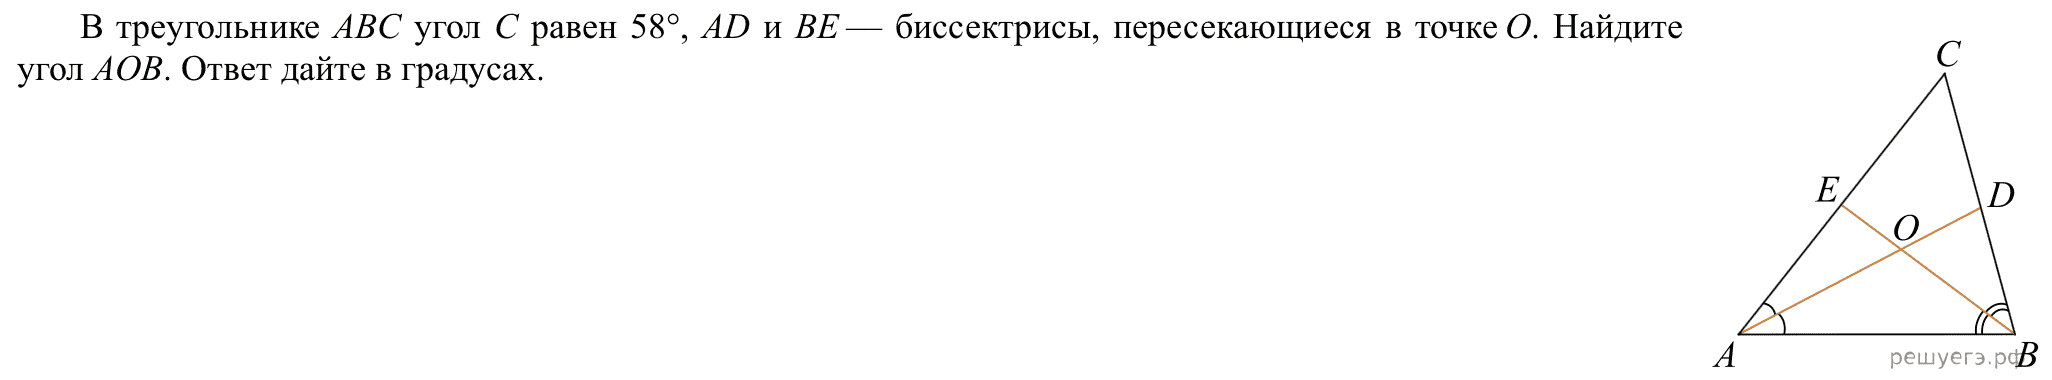 В треугольнике ABC угол C равен 58°, AD и BE — биссектрисы, пересекающиеся в точке O. Найдите
угол AOB. Ответ дайте в градусах.
C
E
D
O
A
B
решуегэ.рф